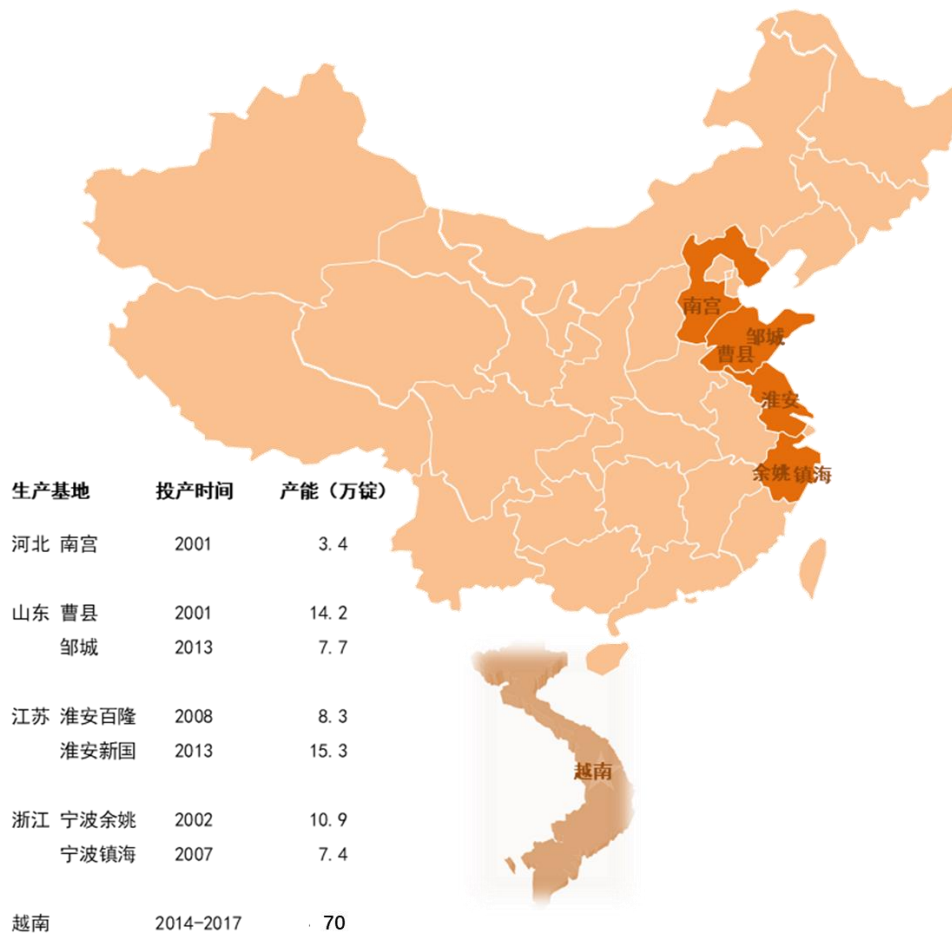 南宫
邹城
曹县
淮安
余姚 镇海
生产基地 投产时间 产能（万锭）
河北 南宫 2001 3.4
山东 曹县 2001 14.2
邹城 2013 7.7
江苏 淮安百隆 2008 8.3
淮安新国 2013 15.3
浙江 宁波余姚 2002 10.9
宁波镇海 2007 7.4
越南
越南 2014-2017 70